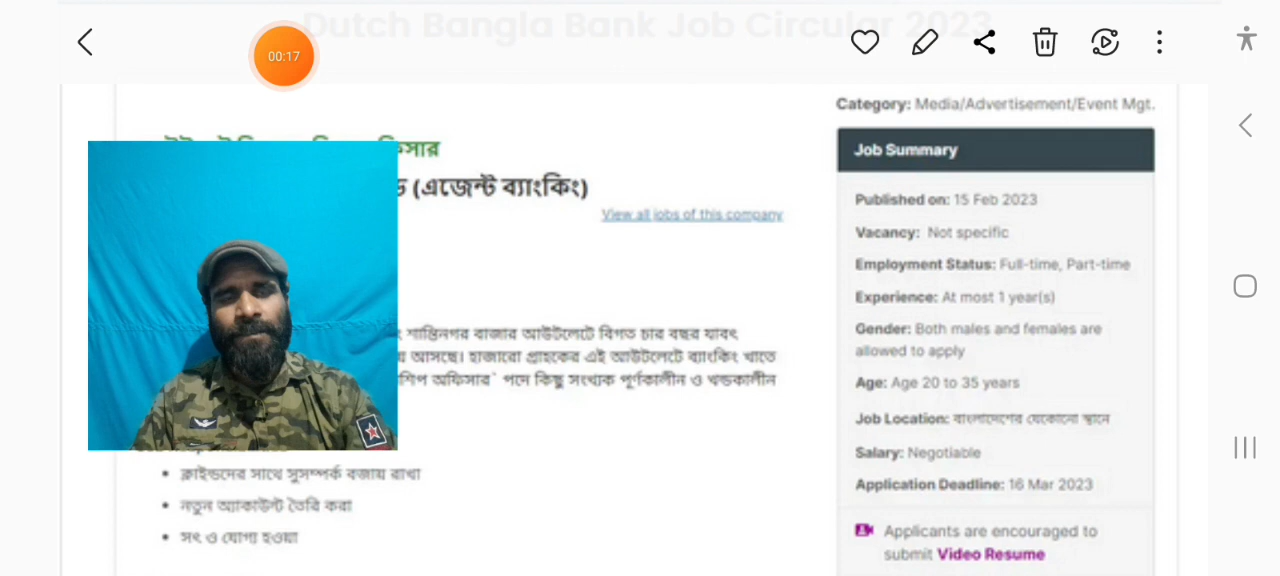 Dutch Bangla Bank Job Circular 2023
00:17
Category: Media/Advertisement/Event Mgt.
Job Summary
(এজেন্ট ব্যাংকিং)
View all jobs of this company
Published on: 15 Feb 2023
Vacancy: Not specific
Employment Status: Full-time, Part-time
Experience: At most 1 year(s)
Gender: Both males and females are
allowed to apply
Age: Age 20 to 35 years
Job Location: বাংলাদেশের যেকোনো স্থানে
Salary: Negotiable
Application Deadline: 16 Mar 2023
Applicants are encouraged to
submit Video Resume
শান্তিনগর বাজার আউটলেটে বিগত চার বছর যাবৎ
আসছে। হাজারো গ্রাহকের এই আউটলেটে ব্যাংকিং খাতে
শিপ অফিসার` পদে কিছু সংখ্যক পূর্ণকালীন ও খন্ডকালীন
• ক্লাইন্ডদের সাথে সুসম্পর্ক বজায় রাখা
• নতুন অ্যাকাউন্ট তৈরি করা
• সৎ ও যোগ্য হওয়া